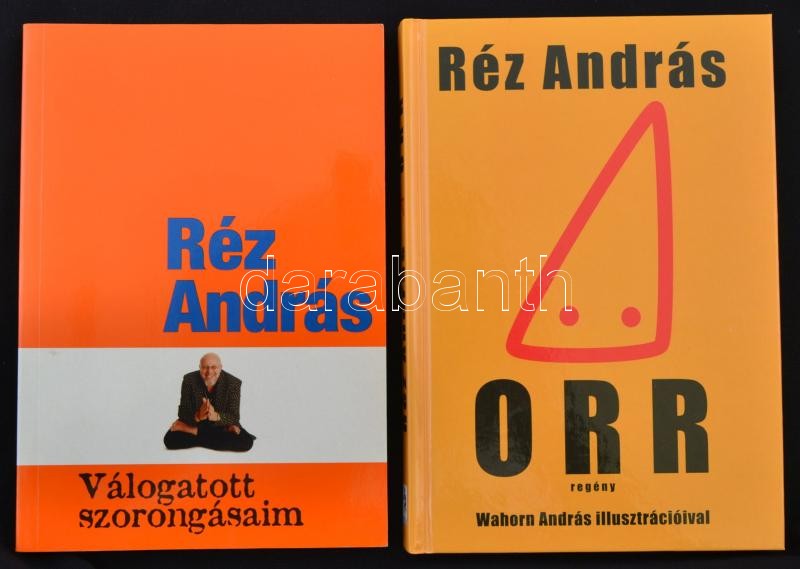 Réz
András
Válogatott
szorongásaim
Réz András
ORR
regény
Wahorn András illusztrációival
darabanth